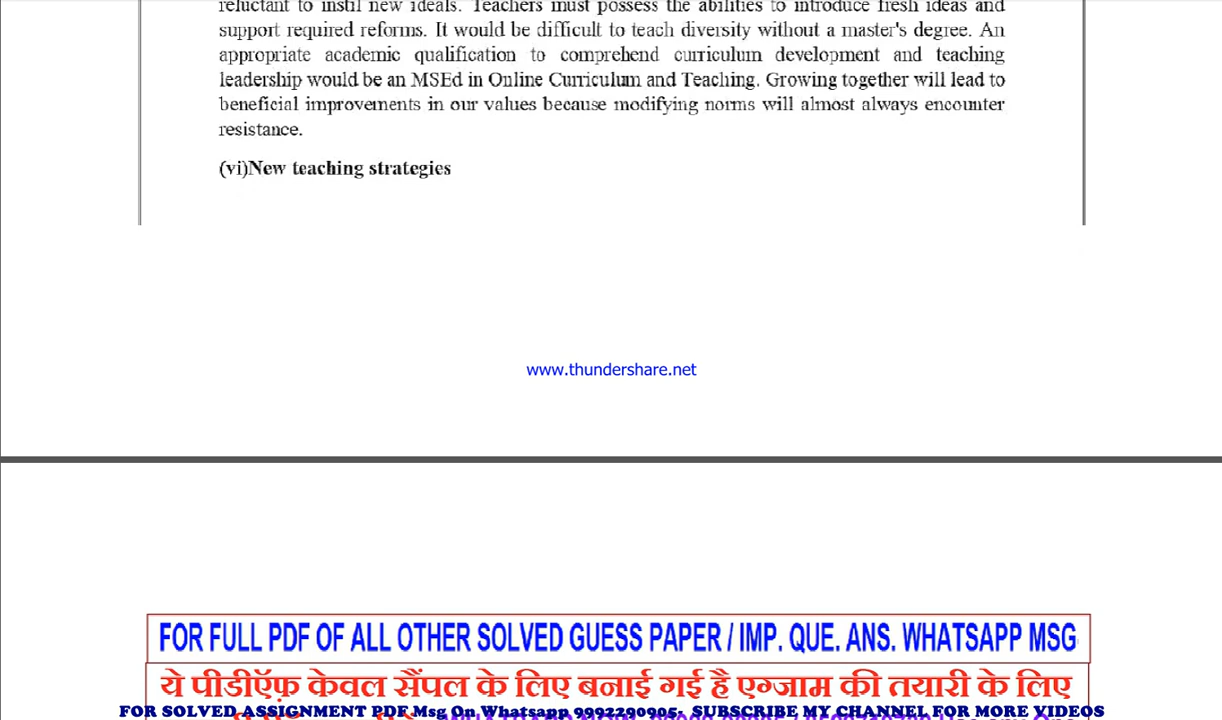 reluctant to instil new ideals. Teachers must possess the abilities to introduce fresh ideas and
support required reforms. It would be difficult to teach diversity without a master's degree. An
appropriate academic qualification to comprehend curriculum development and teaching
leadership would be an MSEd in Online Curriculum and Teaching. Growing together will lead to
beneficial improvements in our values because modifying norms will almost always encounter
resistance.
(vi)New teaching strategies
www.thundershare.net
FOR FULL PDF OF ALL OTHER SOLVED GUESS PAPER / IMP. QUE. ANS. WHATSAPP MSG
ये पीडीऍफ़ केवल सैंपल के लिए बनाई गई है एग्जाम की तयारी के लिए
FOR SOLVED ASSIGNMENT PDF Msg On Whatsapp 9992290905- SUBSCRIBE MY CHANNEL FOR MORE VIDEOS